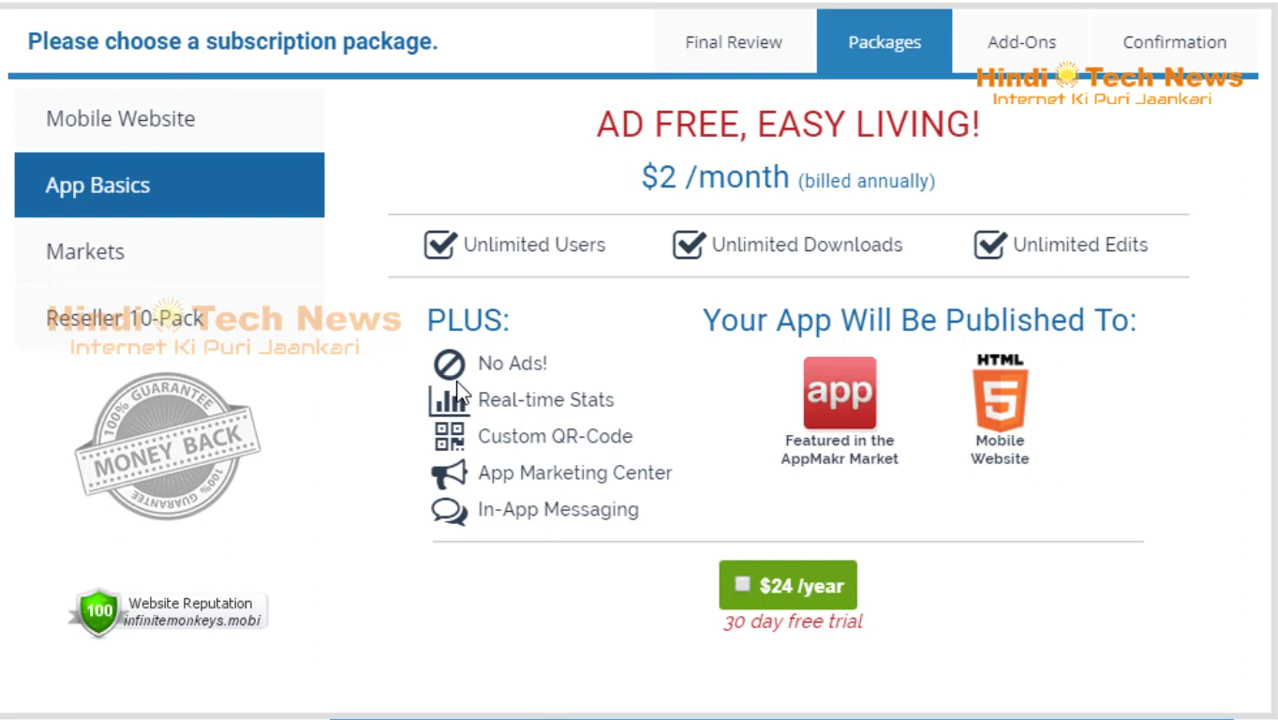 Please choose a subscription package.
Final Review
Packages
Add-Ons
Confirmation
Hindi Tech News
Internet Ki Puri Jaankari
Mobile Website
App Basics
Markets
Reseller 10-Pack
Hindi Tech News
Internet Ki Puri Jaankari
100% GUARANTEE
MONEY BACK
100% GUARANTEE
100
Website Reputation
infinitemonkeys.mobi
AD FREE, EASY LIVING!
$2 /month (billed annually)
Unlimited Users
Unlimited Downloads
Unlimited Edits
PLUS:
No Ads!
Real-time Stats
Custom QR-Code
App Marketing Center
In-App Messaging
Your App Will Be Published To:
app
Featured in the
AppMakr Market
HTML
5
Mobile
Website
$24 /year
30 day free trial